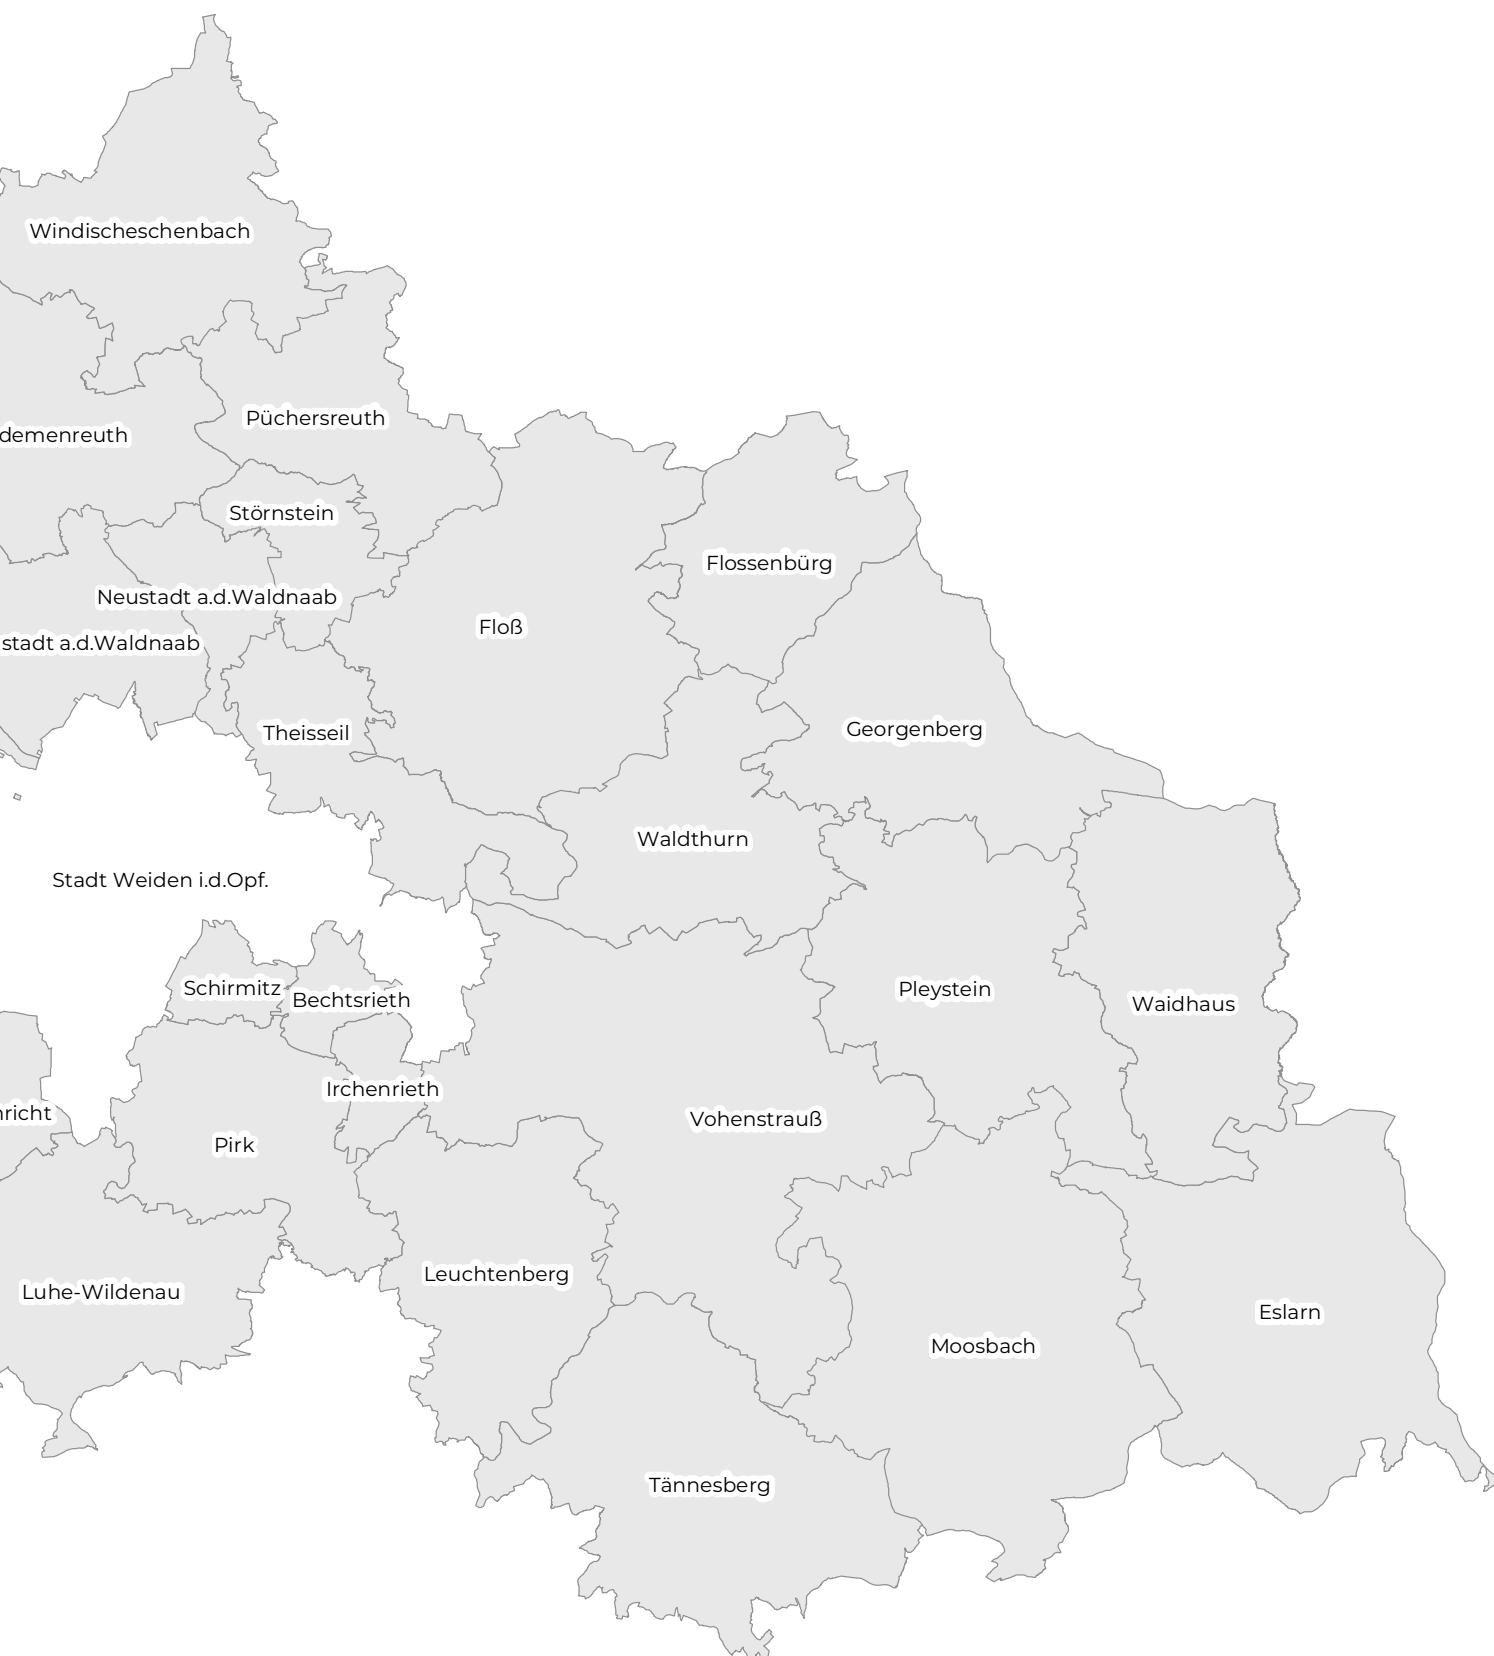 Windischeschenbach
Püchersreuth
demenreuth
Störnstein
Flossenbürg
Neustadt a.d.Waldnaab
Floß
stadt a.d.Waldnaab
Georgenberg
Theisseil
Waldthurn
Stadt Weiden i.d.Opf.
Schirmitz
Pleystein
Bechtsrieth
Waidhaus
Irchenrieth
nricht
Vohenstrauß
Pirk
Leuchtenberg
Luhe-Wildenau
Eslarn
Moosbach
Tännesberg